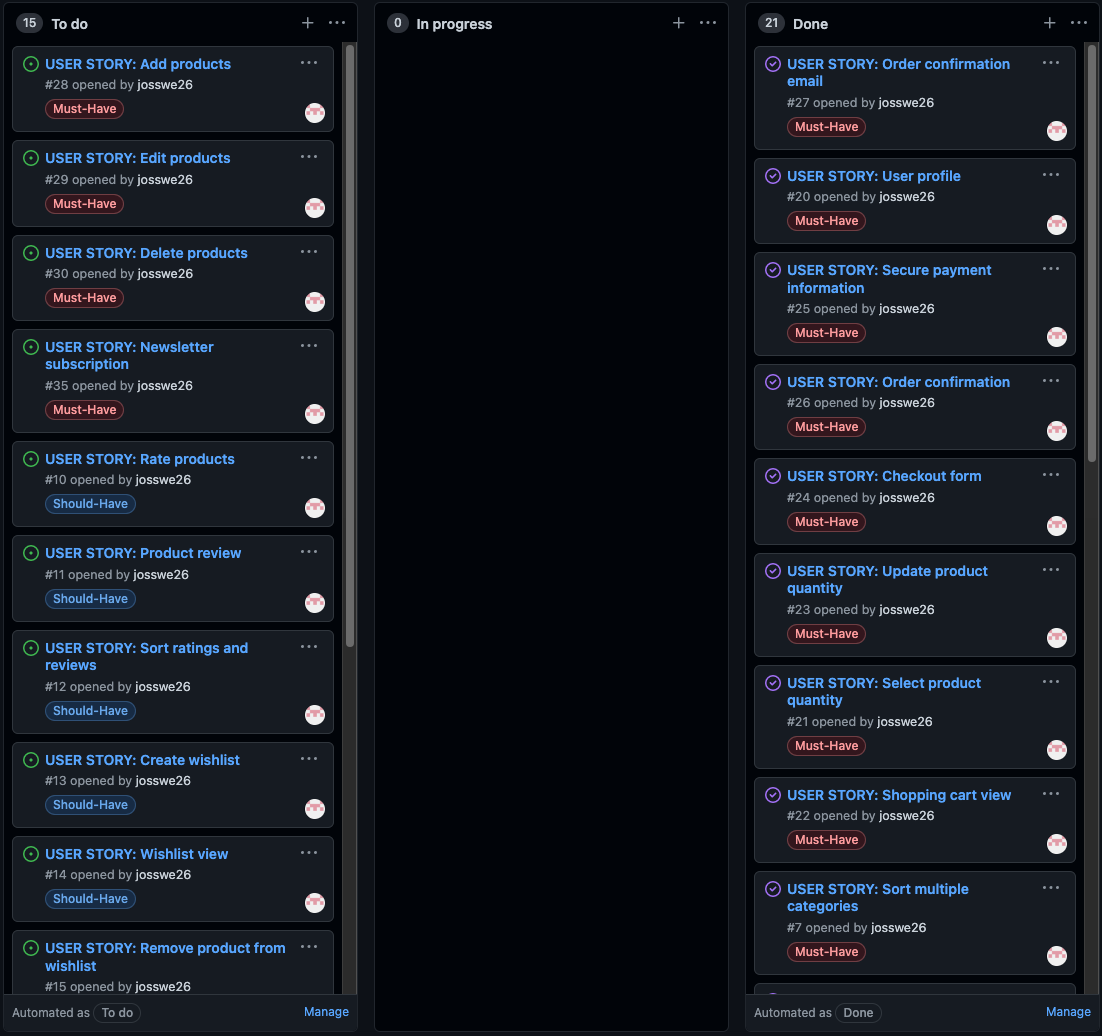 15 To do
USER STORY: Add products
#28 opened by josswe26
Must-Have
USER STORY: Edit products
#29 opened by josswe26
Must-Have
USER STORY: Delete products
#30 opened by josswe26
Must-Have
USER STORY: Newsletter
subscription
#35 opened by josswe26
Must-Have
USER STORY: Rate products
#10 opened by josswe26
Should-Have
USER STORY: Product review
#11 opened by josswe26
Should-Have
USER STORY: Sort ratings and
reviews
#12 opened by josswe26
Should-Have
USER STORY: Create wishlist
#13 opened by josswe26
Should-Have
USER STORY: Wishlist view
#14 opened by josswe26
Should-Have
USER STORY: Remove product from
wishlist
#15 opened by josswe26
Automated as To do Manage
0 In progress
21 Done
USER STORY: Order confirmation
email
#27 opened by josswe26
Must-Have
USER STORY: User profile
#20 opened by josswe26
Must-Have
USER STORY: Secure payment
information
#25 opened by josswe26
Must-Have
USER STORY: Order confirmation
#26 opened by josswe26
Must-Have
USER STORY: Checkout form
#24 opened by josswe26
Must-Have
USER STORY: Update product
quantity
#23 opened by josswe26
Must-Have
USER STORY: Select product
quantity
#21 opened by josswe26
Must-Have
USER STORY: Shopping cart view
#22 opened by josswe26
Must-Have
USER STORY: Sort multiple
categories
#7 opened by josswe26
Must-Have
Automated as Done Manage